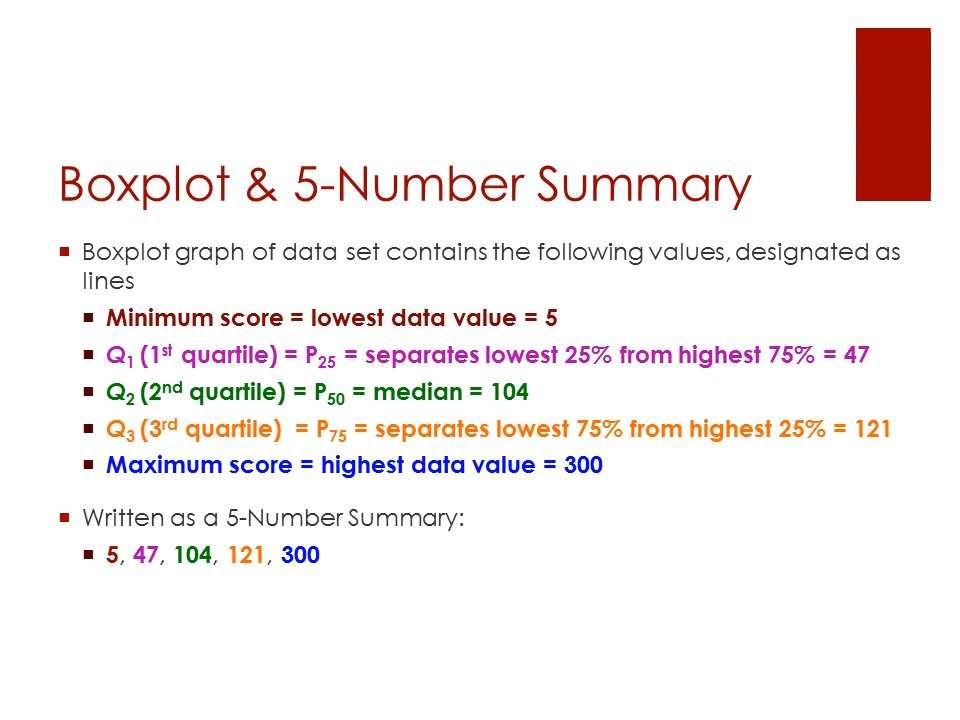 Boxplot & 5-Number Summary
Boxplot graph of data set contains the following values, designated as
lines
Minimum score = lowest data value = 5
Q₁ (1ˢᵗ quartile) = P₂₅ = separates lowest 25% from highest 75% = 47
Q₂ (2ⁿᵈ quartile) = P₅₀ = median = 104
Q₃ (3ʳᵈ quartile) = P₇₅ = separates lowest 75% from highest 25% = 121
Maximum score = highest data value = 300
Written as a 5-Number Summary:
5, 47, 104, 121, 300